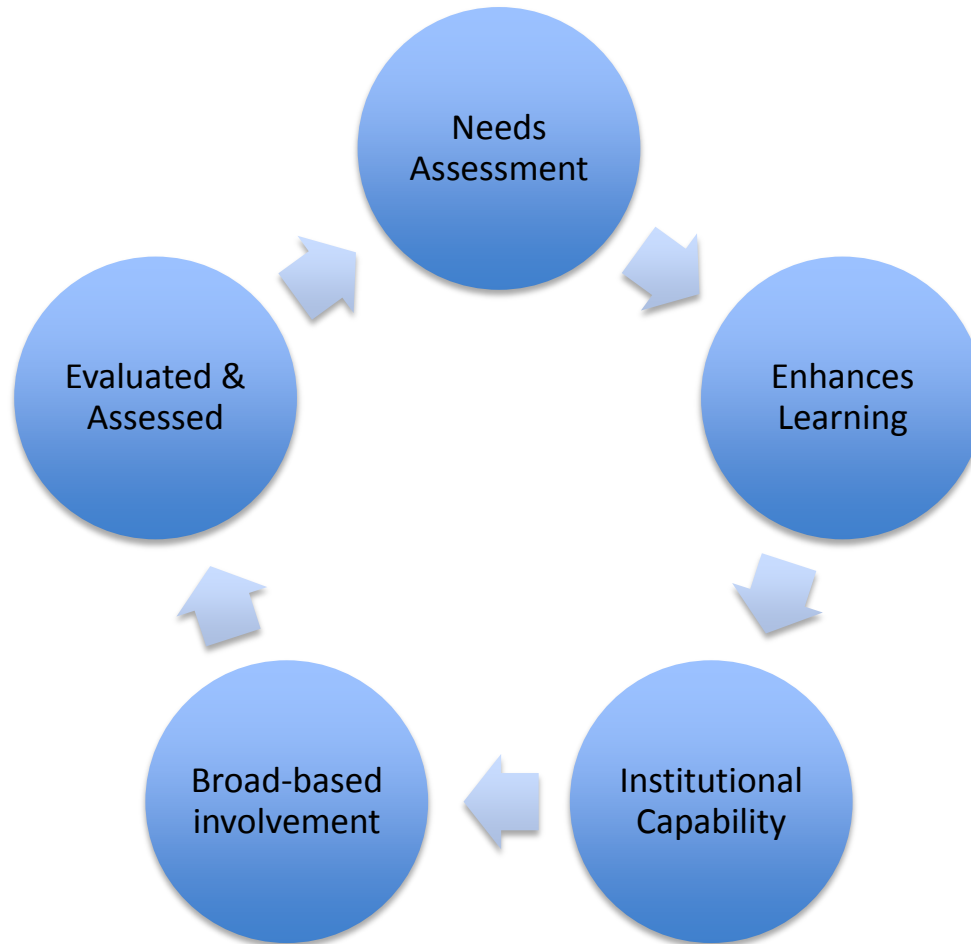 Needs
Assessment
Enhances
Learning
Institutional
Capability
Broad-based
involvement
Evaluated &
Assessed